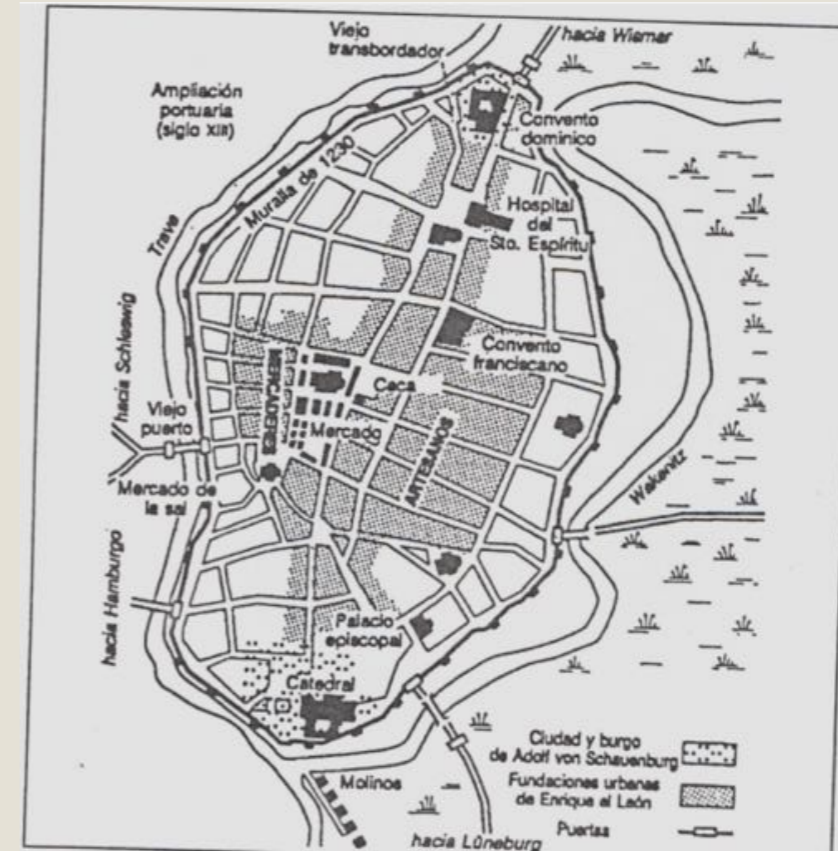 Viejo
transbordador
hacia Wismar
Ampliación
portuaria
(siglo XIII)
Convento
dominico
Muralla de 1230
Trave
Hospital
del
Sto. Espíritu
Convento
franciscano
hacia Schleswig
MERCADERES
Ceca
Viejo
puerto
Mercado
ARTESANOS
Mercado de
la sal
Wakenitz
hacia Hamburgo
Palacio
episcopal
Catedral
Ciudad y burgo
de Adolf von Schauenburg
Molinos
Fundaciones urbanas
de Enrique el León
Puertas
hacia Lüneburg